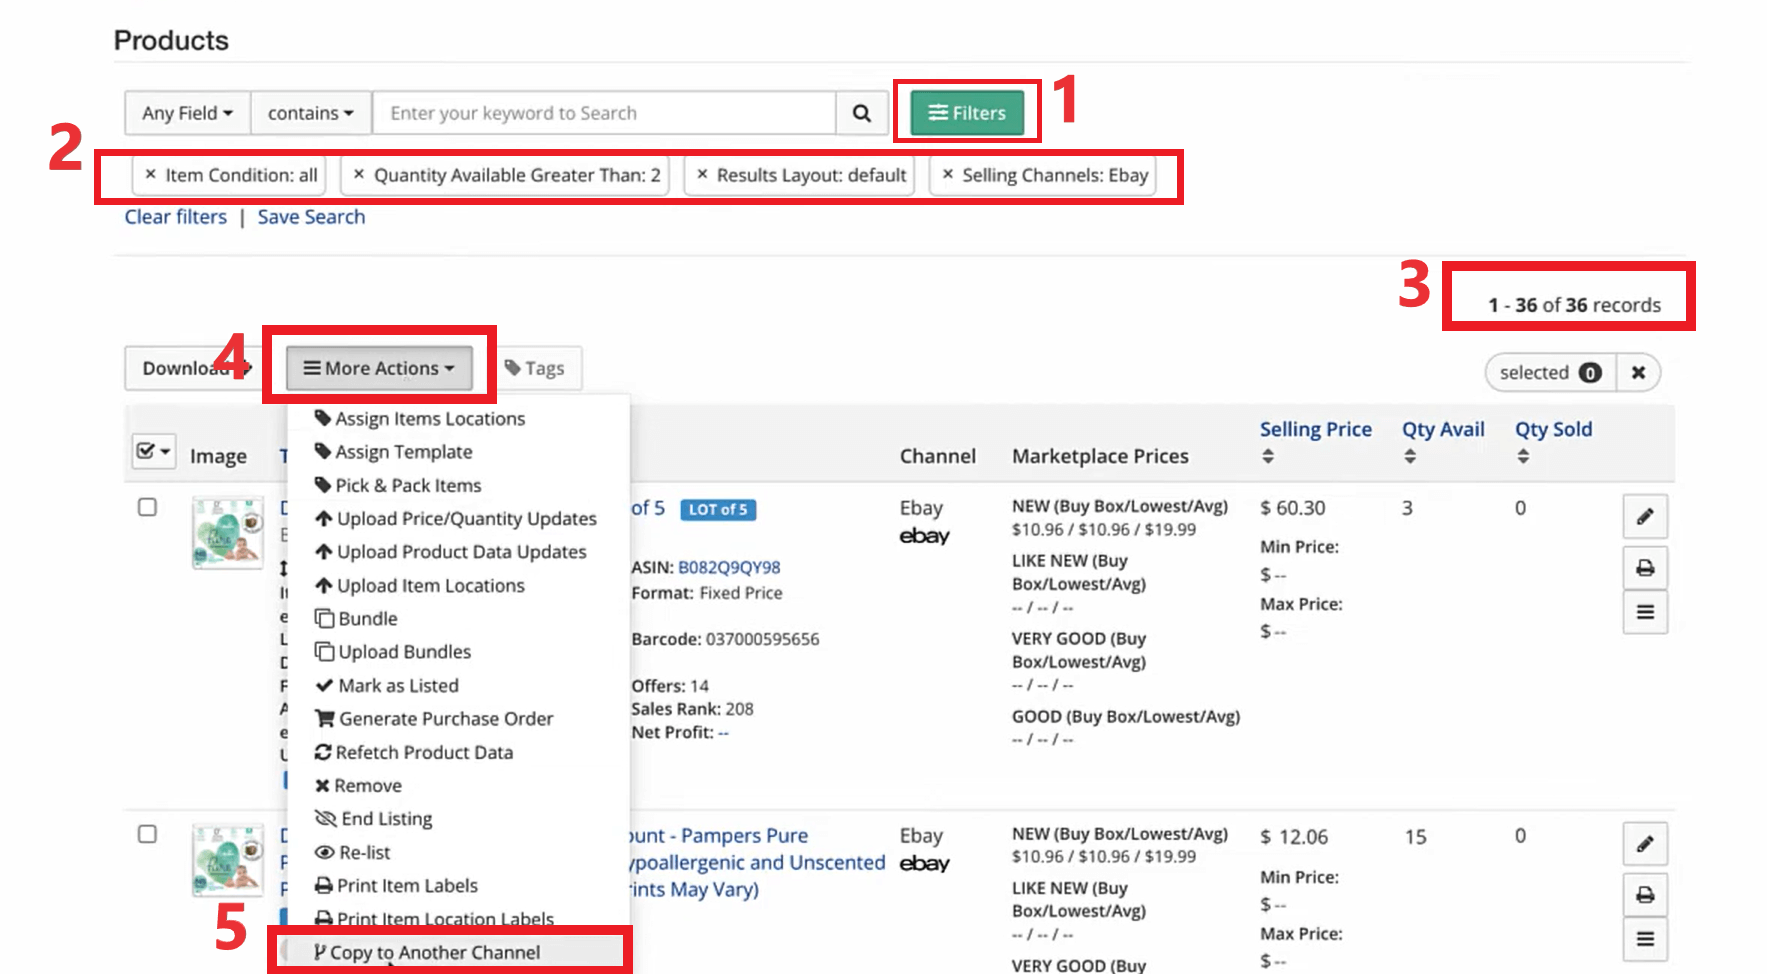 Products
1
Any Field contains Enter your keyword to Search Filters
2
× Item Condition: all × Quantity Available Greater Than: 2 × Results Layout: default × Selling Channels: Ebay
Clear filters | Save Search
3
1 - 36 of 36 records
4
Download More Actions Tags
selected 0 ×
Assign Items Locations
Assign Template
Pick & Pack Items
Upload Price/Quantity Updates
Upload Product Data Updates
Upload Item Locations
Bundle
Upload Bundles
Mark as Listed
Generate Purchase Order
Refetch Product Data
Remove
End Listing
Re-list
Print Item Labels
Print Item Location Labels
5
Copy to Another Channel
Image Channel Marketplace Prices Selling Price Qty Avail Qty Sold
of 5 LOT of 5
ASIN: B082Q9QY98
Format: Fixed Price
Barcode: 037000595656
Offers: 14
Sales Rank: 208
Net Profit: --
Ebay
ebay
NEW (Buy Box/Lowest/Avg)
$10.96 / $10.96 / $19.99
LIKE NEW (Buy
Box/Lowest/Avg)
-- / -- / --
VERY GOOD (Buy
Box/Lowest/Avg)
-- / -- / --
GOOD (Buy Box/Lowest/Avg)
-- / -- / --
$ 60.30
Min Price:
$ --
Max Price:
$ --
3
0
ount - Pampers Pure
ypoallergenic and Unscented
rints May Vary)
Ebay
ebay
NEW (Buy Box/Lowest/Avg)
$10.96 / $10.96 / $19.99
LIKE NEW (Buy
Box/Lowest/Avg)
-- / -- / --
VERY GOOD (Buy
$ 12.06
Min Price:
$ --
Max Price:
$ --
15
0